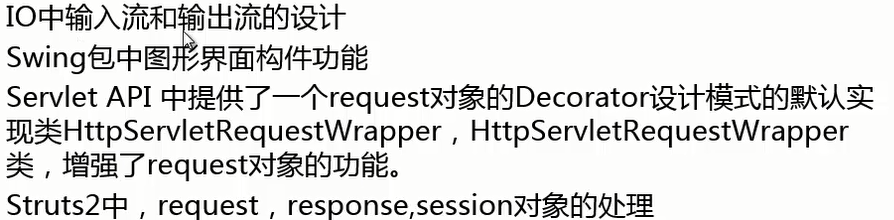 IO中输入流和输出流的设计
Swing包中图形界面构件功能
Servlet API 中提供了一个request对象的Decorator设计模式的默认实
现类HttpServletRequestWrapper，HttpServletRequestWrapper
类，增强了request对象的功能。
Struts2中，request，response,session对象的处理